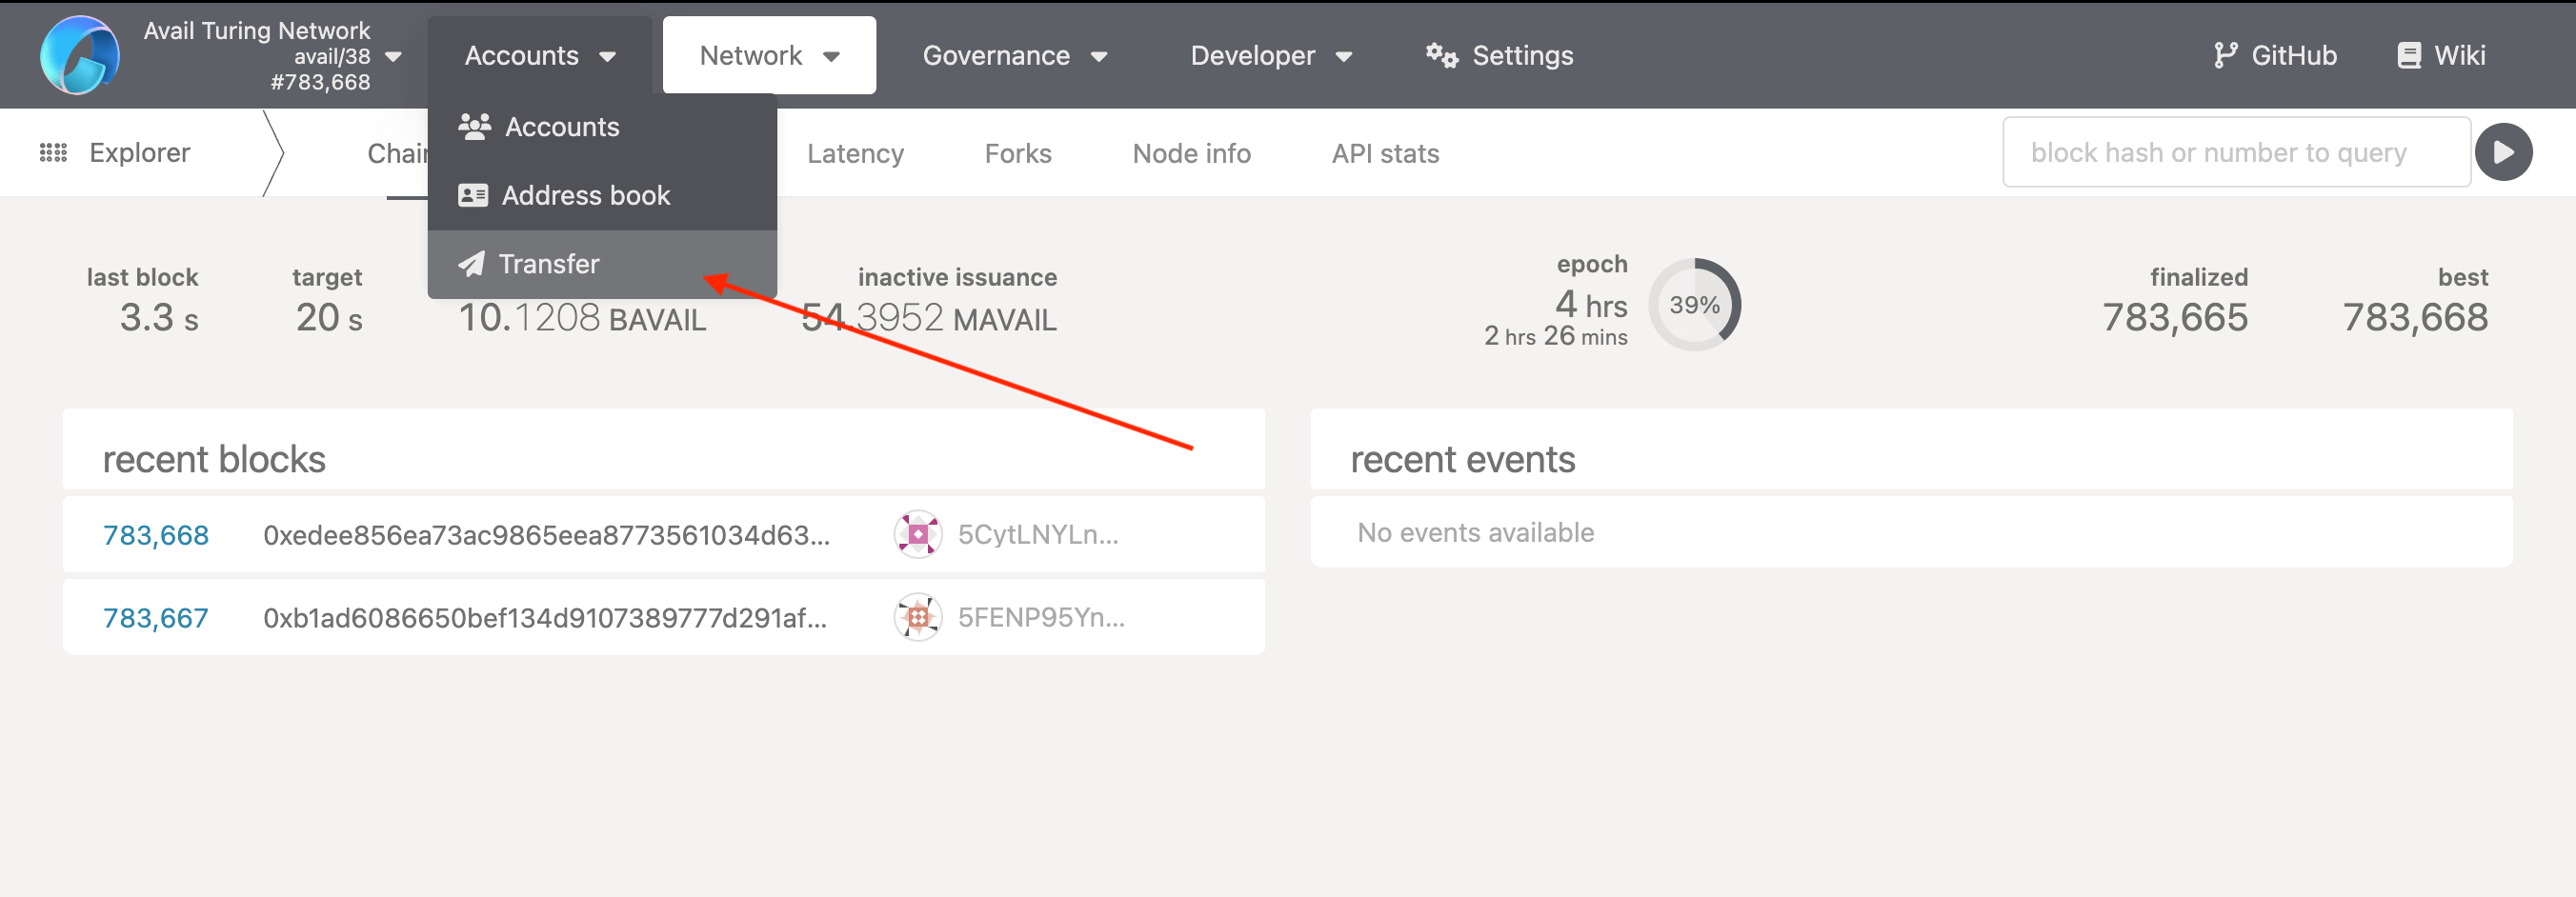 Avail Turing Network
avail/38
#783,668
Accounts
Network
Governance
Developer
Settings
GitHub
Wiki
Accounts
Address book
Transfer
Explorer
Latency
Forks
Node info
API stats
block hash or number to query
last block
3.3 s
target
20 s
10.1208 BAVAIL
inactive issuance
54.3952 MAVAIL
epoch
4 hrs
2 hrs 26 mins
39%
finalized
783,665
best
783,668
recent blocks
783,668 0xedee856ea73ac9865eea8773561034d63... 5CytLNYLn...
783,667 0xb1ad6086650bef134d9107389777d291af... 5FENP95Yn...
recent events
No events available